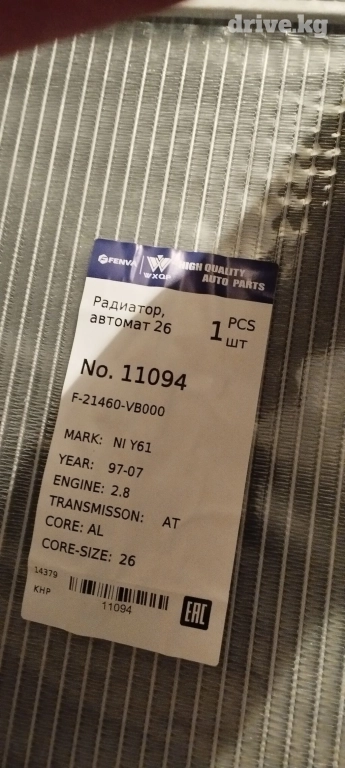 drive.kg
FENVA WXQP HIGH QUALITY
AUTO PARTS
Радиатор,
автомат 26
1 PCS
шт
No. 11094
F-21460-VB000
MARK: NI Y61
YEAR: 97-07
ENGINE: 2.8
TRANSMISSON: AT
CORE: AL
CORE-SIZE: 26
14379
КНР
11094
EAC